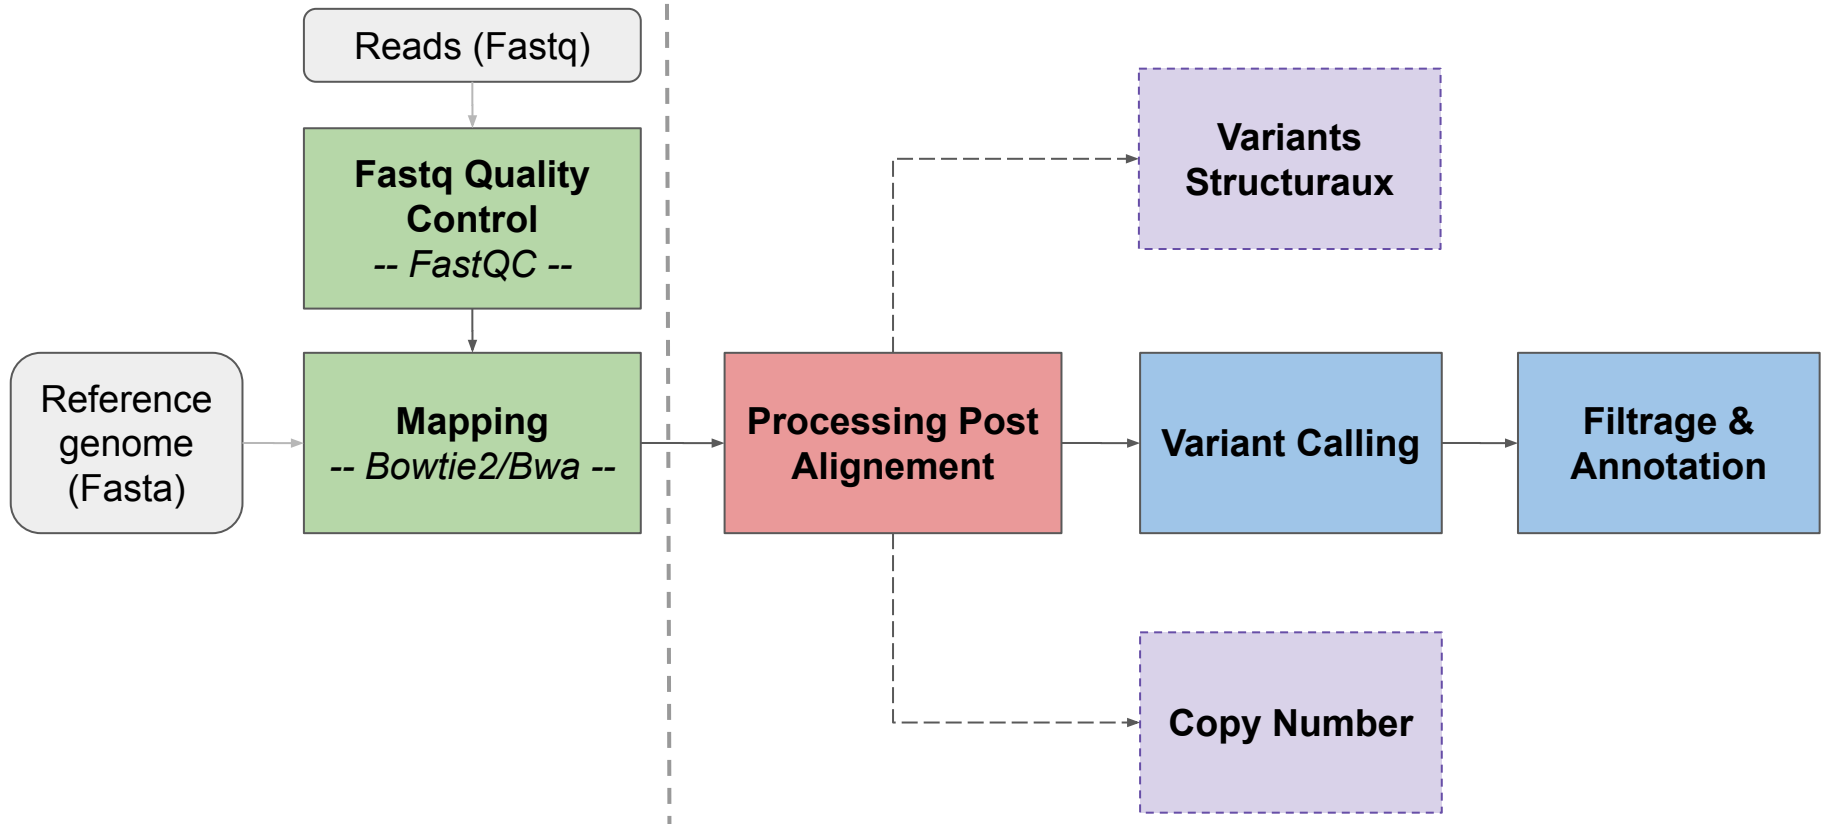 Reads (Fastq)
Fastq Quality
Control
-- FastQC --
Reference
genome
(Fasta)
Mapping
-- Bowtie2/Bwa --
Processing Post
Alignement
Variants
Structuraux
Variant Calling
Filtrage &
Annotation
Copy Number